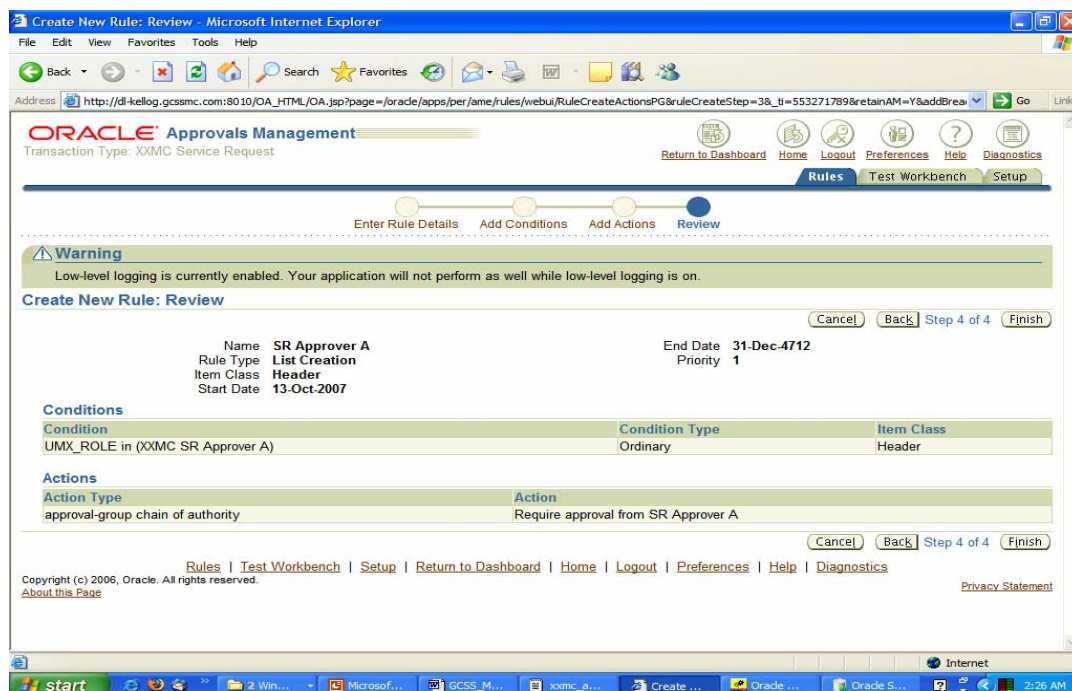 Create New Rule: Review - Microsoft Internet Explorer
File Edit View Favorites Tools Help
Back Search Favorites
Address http://dl-kellog.gcssmc.com:8010/OA_HTML/OA.jsp?page=/oracle/apps/per/ame/rules/webui/RuleCreateActionsPG&ruleCreateStep=3&_ti=553271789&retainAM=Y&addBrea Go Link
ORACLE Approvals Management
Transaction Type: XXMC Service Request
Return to Dashboard Home Logout Preferences Help Diagnostics
Rules Test Workbench Setup
Enter Rule Details Add Conditions Add Actions Review
Warning
Low-level logging is currently enabled. Your application will not perform as well while low-level logging is on.
Create New Rule: Review
Cancel Back Step 4 of 4 Finish
Name SR Approver A End Date 31-Dec-4712
Rule Type List Creation Priority 1
Item Class Header
Start Date 13-Oct-2007
Conditions
Condition Condition Type Item Class
UMX_ROLE in (XXMC SR Approver A) Ordinary Header
Actions
Action Type Action
approval-group chain of authority Require approval from SR Approver A
Cancel Back Step 4 of 4 Finish
Rules | Test Workbench | Setup | Return to Dashboard | Home | Logout | Preferences | Help | Diagnostics
Copyright (c) 2006, Oracle. All rights reserved.
About this Page Privacy Statement
Internet
start 2 Win... Microsof... GCSS_M... xxmc_a... Create ... Oracle ... Oracle S... 2:26 AM